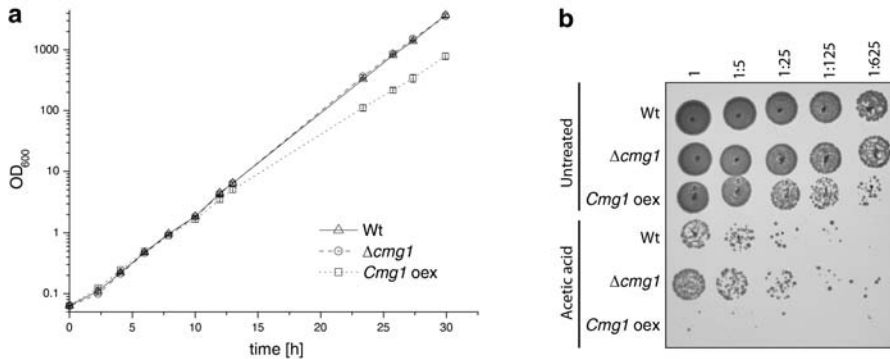 a
OD600
1000
100
10
1
0.1
0
5
10
15
20
25
30
time [h]
Wt
Δcmg1
Cmg1 oex
b
1
1:5
1:25
1:125
1:625
Untreated
Wt
Δcmg1
Cmg1 oex
Acetic acid
Wt
Δcmg1
Cmg1 oex